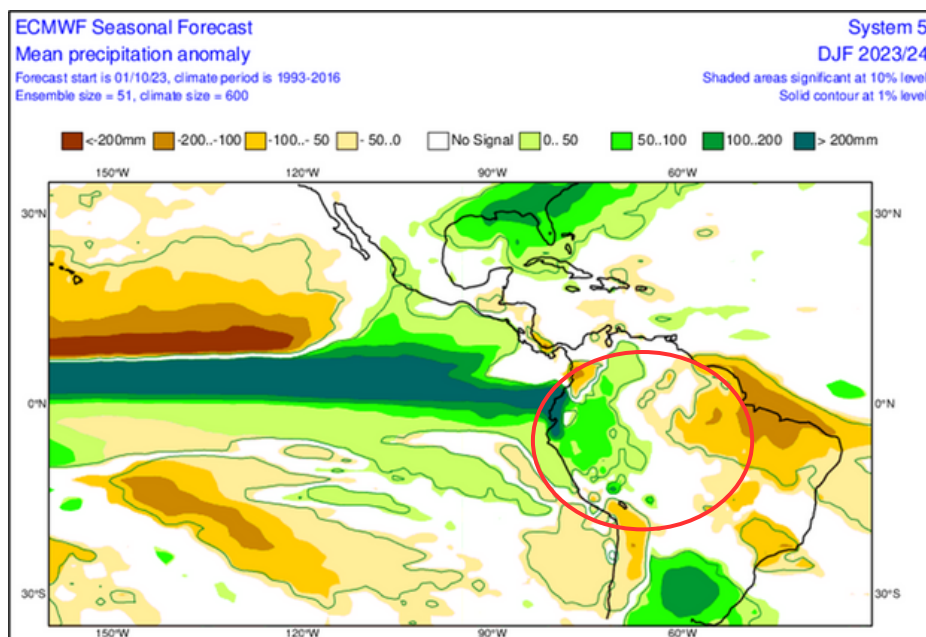 ECMWF Seasonal Forecast
System 5
Mean precipitation anomaly
DJF 2023/24
Forecast start is 01/10/23, climate period is 1993-2016
Shaded areas significant at 10% level
Ensemble size = 51, climate size = 600
Solid contour at 1% level
<-200mm -200..-100 -100..- 50 - 50..0 No Signal 0.. 50 50..100 100..200 > 200mm
150°W 120°W 90°W 60°W
30°N 30°N
0°N 0°N
30°S 30°S
150°W 120°W 90°W 60°W